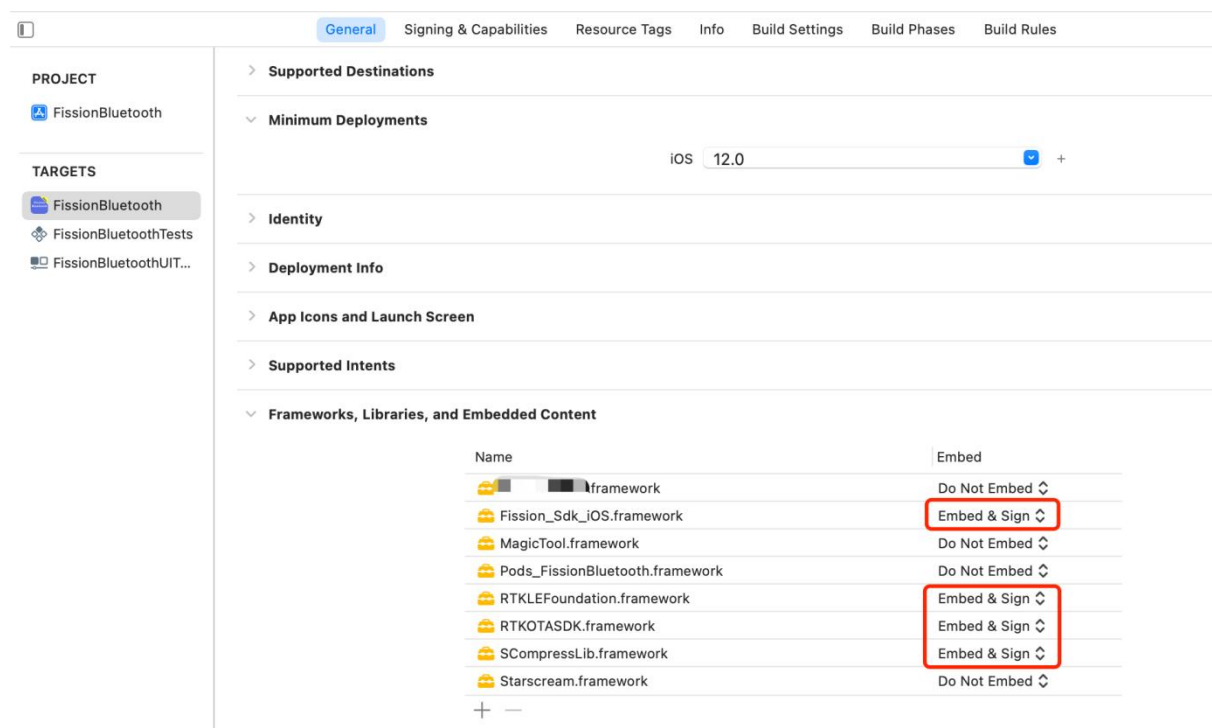 General Signing & Capabilities Resource Tags Info Build Settings Build Phases Build Rules
PROJECT
FissionBluetooth
TARGETS
FissionBluetooth
FissionBluetoothTests
FissionBluetoothUIT...
Supported Destinations
Minimum Deployments
iOS 12.0
Identity
Deployment Info
App Icons and Launch Screen
Supported Intents
Frameworks, Libraries, and Embedded Content
Name Embed
.framework Do Not Embed
Fission_Sdk_iOS.framework Embed & Sign
MagicTool.framework Do Not Embed
Pods_FissionBluetooth.framework Do Not Embed
RTKLEFoundation.framework Embed & Sign
RTKOTASDK.framework Embed & Sign
SCompressLib.framework Embed & Sign
Starscream.framework Do Not Embed